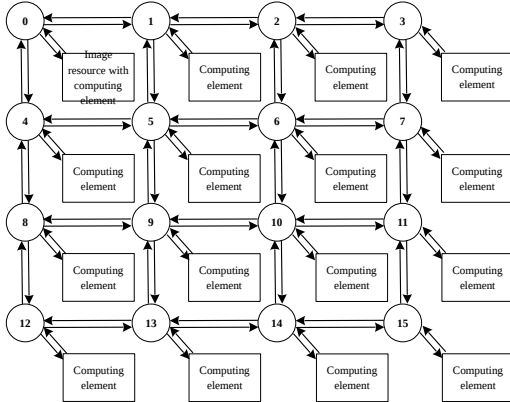 0
1
2
3
Image
resource with
computing
element
Computing
element
Computing
element
Computing
element
4
5
6
7
Computing
element
Computing
element
Computing
element
Computing
element
8
9
10
11
Computing
element
Computing
element
Computing
element
Computing
element
12
13
14
15
Computing
element
Computing
element
Computing
element
Computing
element